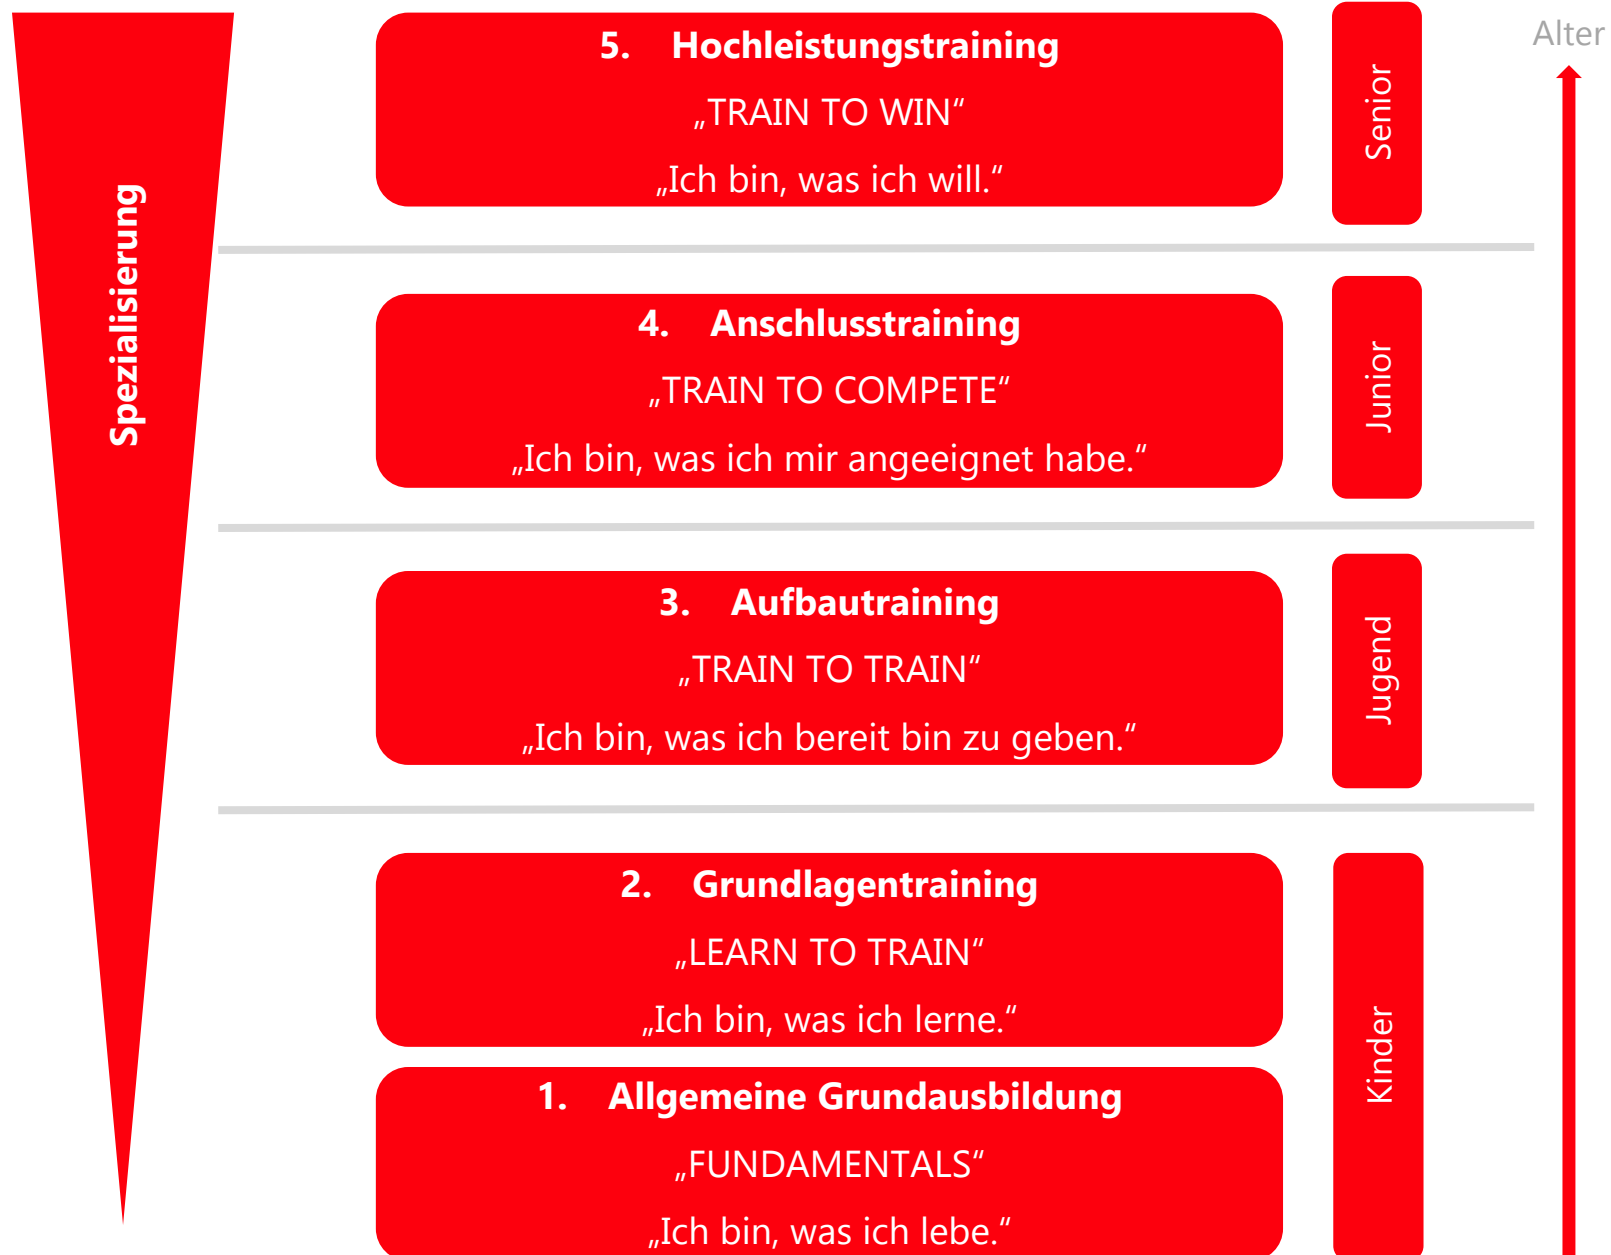 Alter
Spezialisierung
5. Hochleistungstraining
„TRAIN TO WIN“
„Ich bin, was ich will.“
Senior
4. Anschlusstraining
„TRAIN TO COMPETE“
„Ich bin, was ich mir angeeignet habe.“
Junior
3. Aufbautraining
„TRAIN TO TRAIN“
„Ich bin, was ich bereit bin zu geben.“
Jugend
2. Grundlagentraining
„LEARN TO TRAIN“
„Ich bin, was ich lerne.“
Kinder
1. Allgemeine Grundausbildung
„FUNDAMENTALS“
„Ich bin, was ich lebe.“